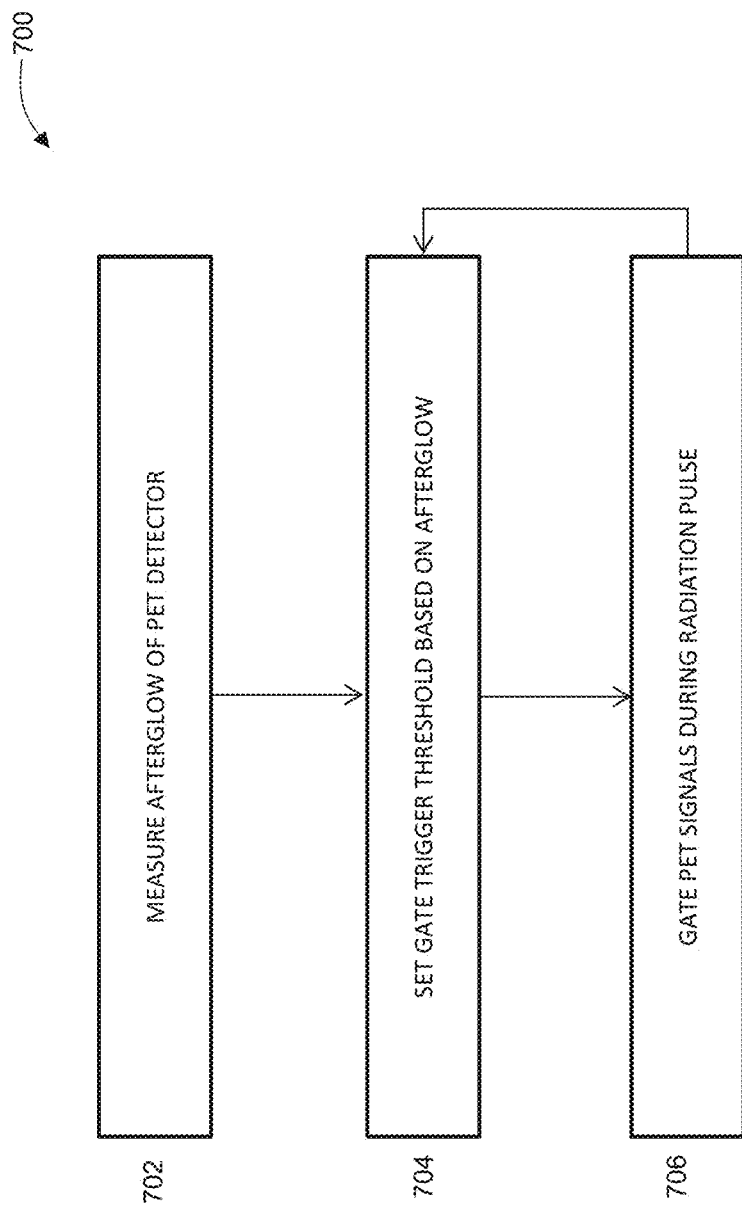 700
702
MEASURE AFTERGLOW OF PET DETECTOR
704
SET GATE TRIGGER THRESHOLD BASED ON AFTERGLOW
706
GATE PET SIGNALS DURING RADIATION PULSE